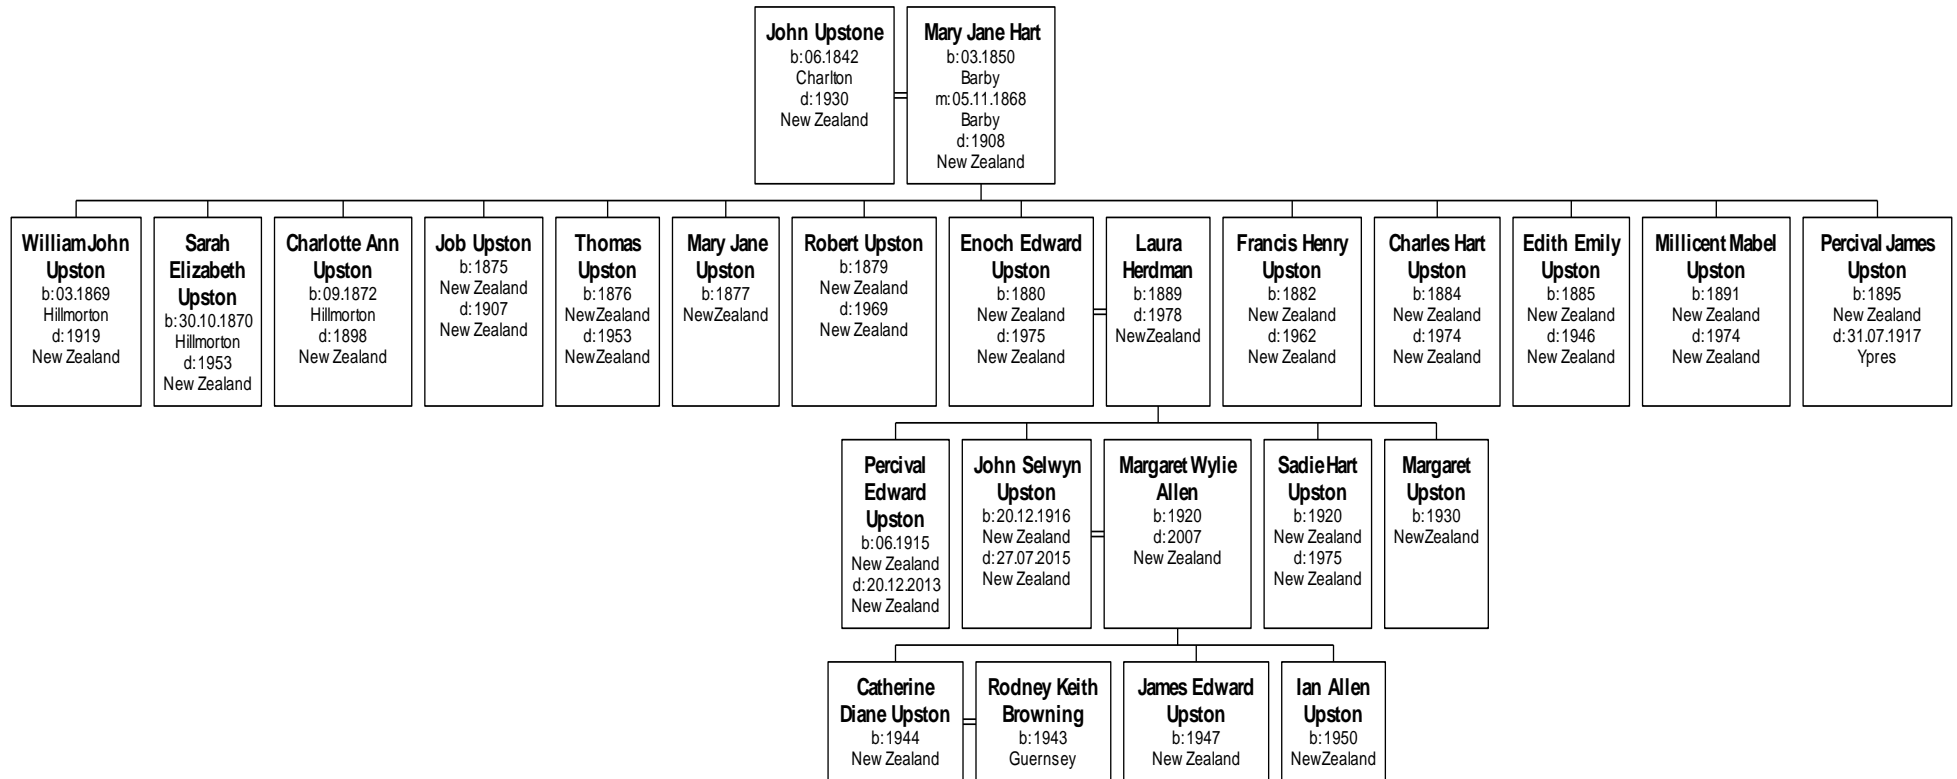 John Upstone
b:06.1842
Charlton
d:1930
New Zealand
Mary Jane Hart
b:03.1850
Barby
m:05.11.1868
Barby
d:1908
New Zealand
WilliamJohn
Upston
b:03.1869
Hillmorton
d:1919
New Zealand
Sarah
Elizabeth
Upston
b:30.10.1870
Hillmorton
d:1953
New Zealand
Charlotte Ann
Upston
b:09.1872
Hillmorton
d:1898
New Zealand
Job Upston
b:1875
New Zealand
d:1907
New Zealand
Thomas
Upston
b:1876
NewZealand
d:1953
NewZealand
Mary Jane
Upston
b:1877
NewZealand
Robert Upston
b:1879
New Zealand
d:1969
New Zealand
Enoch Edward
Upston
b:1880
New Zealand
d:1975
New Zealand
Laura
Herdman
b:1889
d:1978
NewZealand
Francis Henry
Upston
b:1882
New Zealand
d:1962
New Zealand
Charles Hart
Upston
b:1884
New Zealand
d:1974
New Zealand
Edith Emily
Upston
b:1885
New Zealand
d:1946
New Zealand
Millicent Mabel
Upston
b:1891
New Zealand
d:1974
New Zealand
Percival James
Upston
b:1895
New Zealand
d:31.07.1917
Ypres
Percival
Edward
Upston
b:06.1915
New Zealand
d:20.12.2013
New Zealand
John Selwyn
Upston
b:20.12.1916
New Zealand
d:27.07.2015
New Zealand
Margaret Wylie
Allen
b:1920
d:2007
New Zealand
Sadie Hart
Upston
b:1920
New Zealand
d:1975
New Zealand
Margaret
Upston
b:1930
NewZealand
Catherine
Diane Upston
b:1944
New Zealand
Rodney Keith
Browning
b:1943
Guernsey
James Edward
Upston
b:1947
New Zealand
Ian Allen
Upston
b:1950
NewZealand